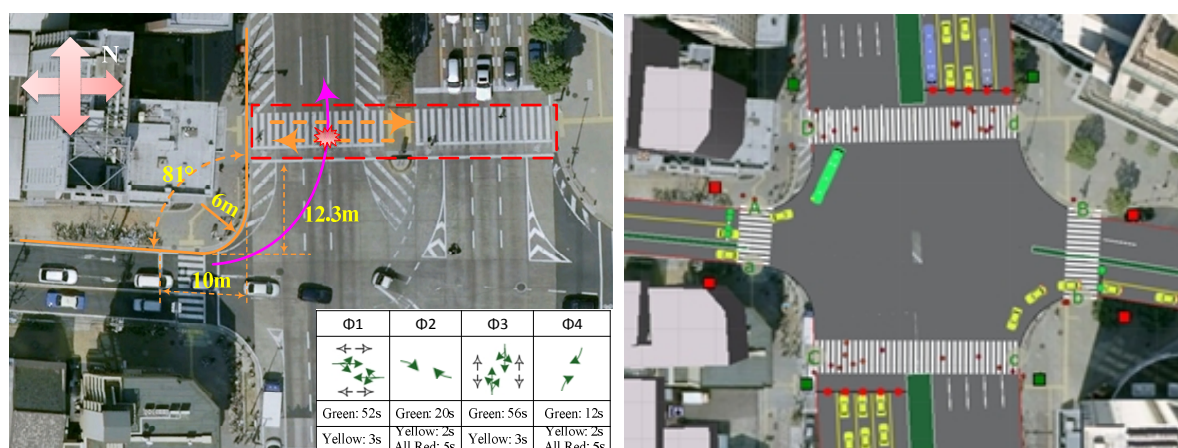 N
81°
6m
12.3m
10m
Φ1 Φ2 Φ3 Φ4
Green: 52s Green: 20s Green: 56s Green: 12s
Yellow: 3s Yellow: 2s Yellow: 3s Yellow: 2s
All Red: 5s All Red: 5s
D d
A B
a b
C c